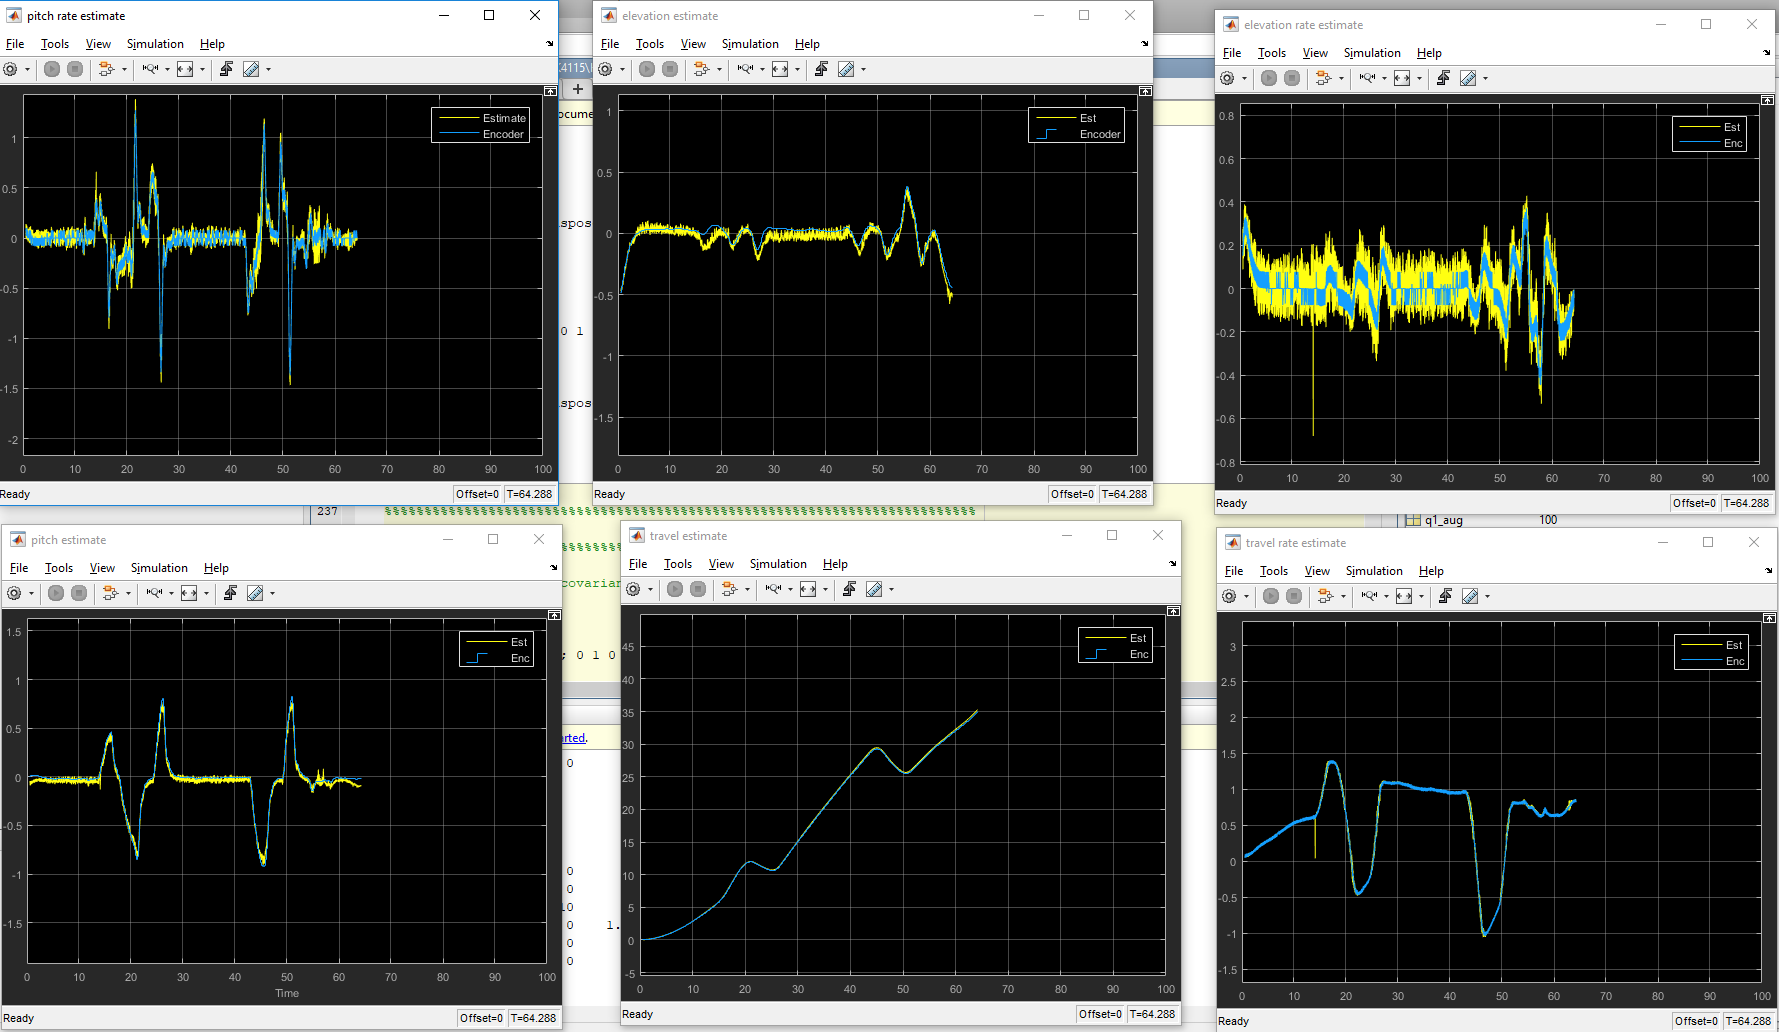 pitch rate estimate
File Tools View Simulation Help
Estimate
Encoder
1
0.5
0
-0.5
-1
-1.5
-2
0 10 20 30 40 50 60 70 80 90 100
Ready Offset=0 T=64.288
elevation estimate
File Tools View Simulation Help
Est
Encoder
1
0.5
0
-0.5
-1
-1.5
0 10 20 30 40 50 60 70 80 90 100
Ready Offset=0 T=64.288
elevation rate estimate
File Tools View Simulation Help
Est
Enc
0.8
0.6
0.4
0.2
0
-0.2
-0.4
-0.6
-0.8
0 10 20 30 40 50 60 70 80 90 100
Ready Offset=0 T=64.288
4115\
+
ocume
spos
0 1
spos
237 %%%%%%%%%%%%%%%%%%%%%%%%%%%%%%%%%%%%%%%%%%%%%%%%%%%%%%%%%%%%%%%%%%%%%%%%%%%
q1_aug 100
%%%%%%%%
covarian
; 0 1 0
rted.
0
0
0
10
0 1.
0
0
pitch estimate
File Tools View Simulation Help
Est
Enc
1.5
1
0.5
0
-0.5
-1
-1.5
0 10 20 30 40 50 60 70 80 90 100
Time
Ready Offset=0 T=64.288
travel estimate
File Tools View Simulation Help
Est
Enc
45
40
35
30
25
20
15
10
5
0
-5
0 10 20 30 40 50 60 70 80 90 100
Ready Offset=0 T=64.288
travel rate estimate
File Tools View Simulation Help
Est
Enc
3
2.5
2
1.5
1
0.5
0
-0.5
-1
-1.5
0 10 20 30 40 50 60 70 80 90 100
Ready Offset=0 T=64.288